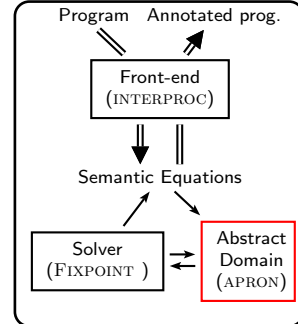 Program Annotated prog.
Front-end
(INTERPROC)
Semantic Equations
Solver
(FIXPOINT )
Abstract
Domain
(APRON)